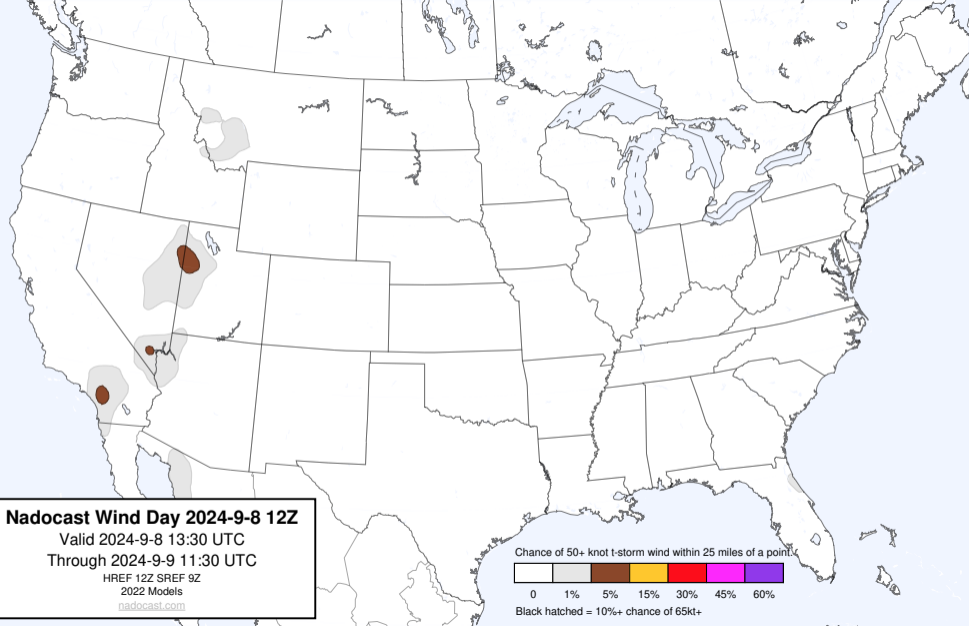 Nadocast Wind Day 2024-9-8 12Z
Valid 2024-9-8 13:30 UTC
Through 2024-9-9 11:30 UTC
HREF 12Z SREF 9Z
2022 Models
nadocast.com
Chance of 50+ knot t-storm wind within 25 miles of a point.
0 1% 5% 15% 30% 45% 60%
Black hatched = 10%+ chance of 65kt+